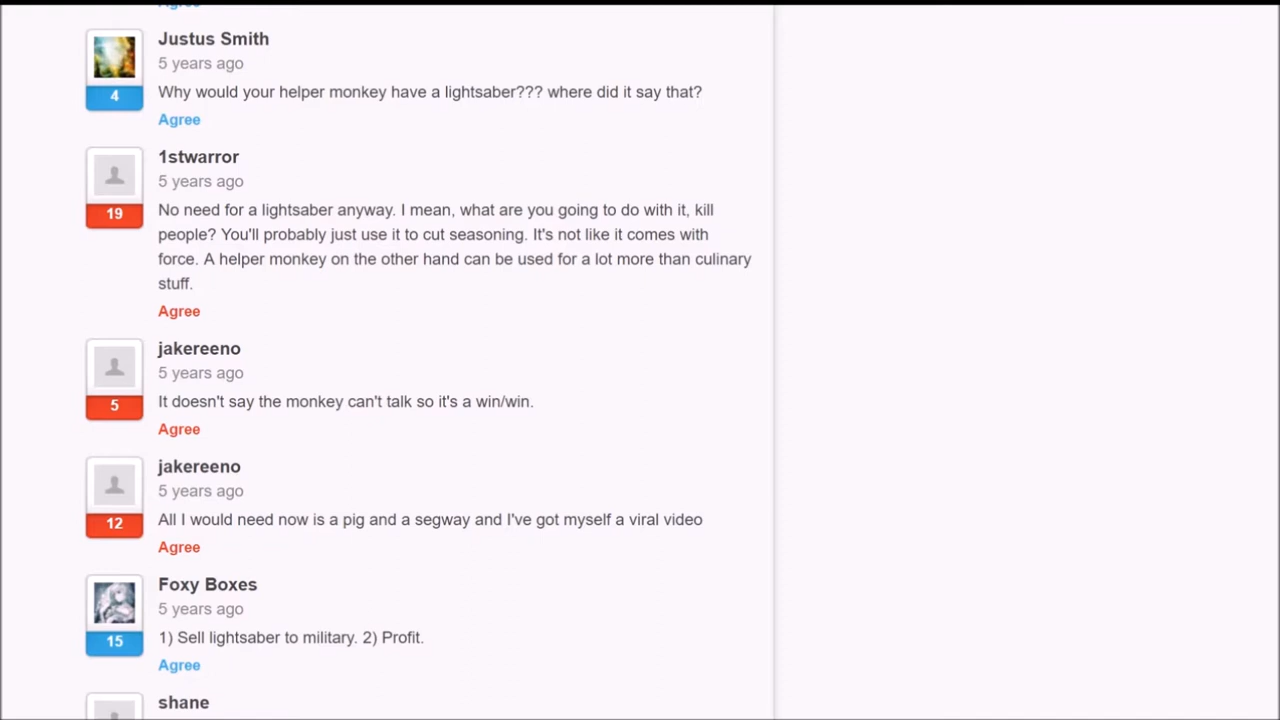 Agree
Justus Smith
5 years ago
4
Why would your helper monkey have a lightsaber??? where did it say that?
Agree
1stwarror
5 years ago
19
No need for a lightsaber anyway. I mean, what are you going to do with it, kill
people? You'll probably just use it to cut seasoning. It's not like it comes with
force. A helper monkey on the other hand can be used for a lot more than culinary
stuff.
Agree
jakereeno
5 years ago
5
It doesn't say the monkey can't talk so it's a win/win.
Agree
jakereeno
5 years ago
12
All I would need now is a pig and a segway and I've got myself a viral video
Agree
Foxy Boxes
5 years ago
15
1) Sell lightsaber to military. 2) Profit.
Agree
shane